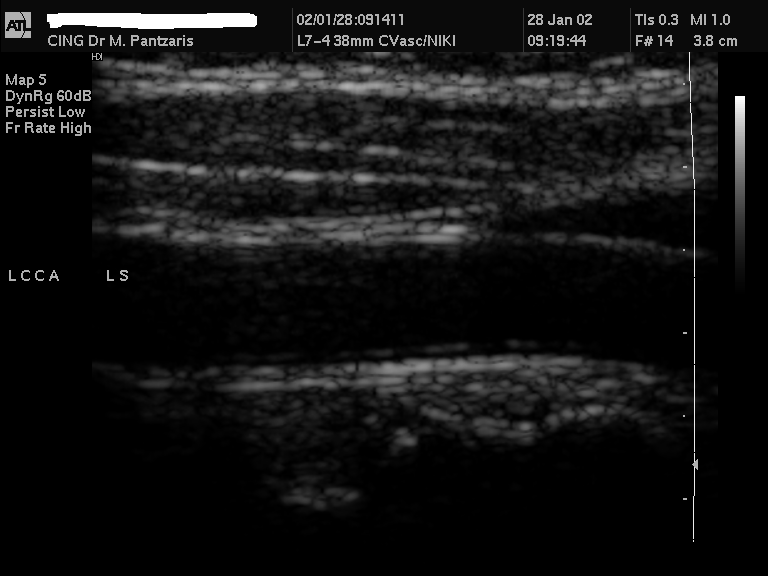 ATL
02/01/28:091411
28 Jan 02
TIs 0.3 MI 1.0
CING Dr M. Pantzaris
L7-4 38mm CVasc/NIKI
09:19:44
F# 14 3.8 cm
HDI
Map 5
DynRg 60dB
Persist Low
Fr Rate High
LCCA LS